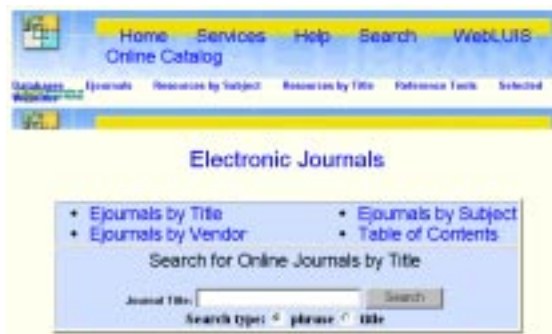 Home Services Help Search WebLUIS
Online Catalog
Databases Ejournals Resources by Subject Resources by Title Reference Tools Selected
Electronic Journals
• Ejournals by Title • Ejournals by Subject
• Ejournals by Vendor • Table of Contents
Search for Online Journals by Title
Journal Title: Search
Search type: phrase title